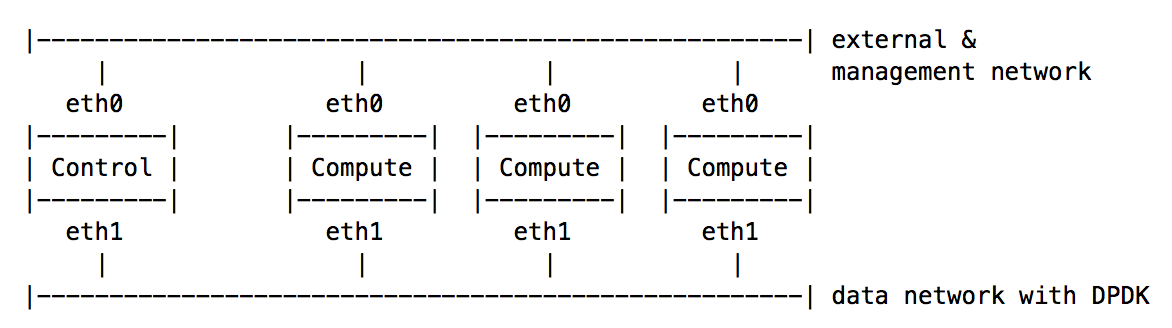 external &
management network
eth0 eth0 eth0 eth0
Control Compute Compute Compute
eth1 eth1 eth1 eth1
data network with DPDK